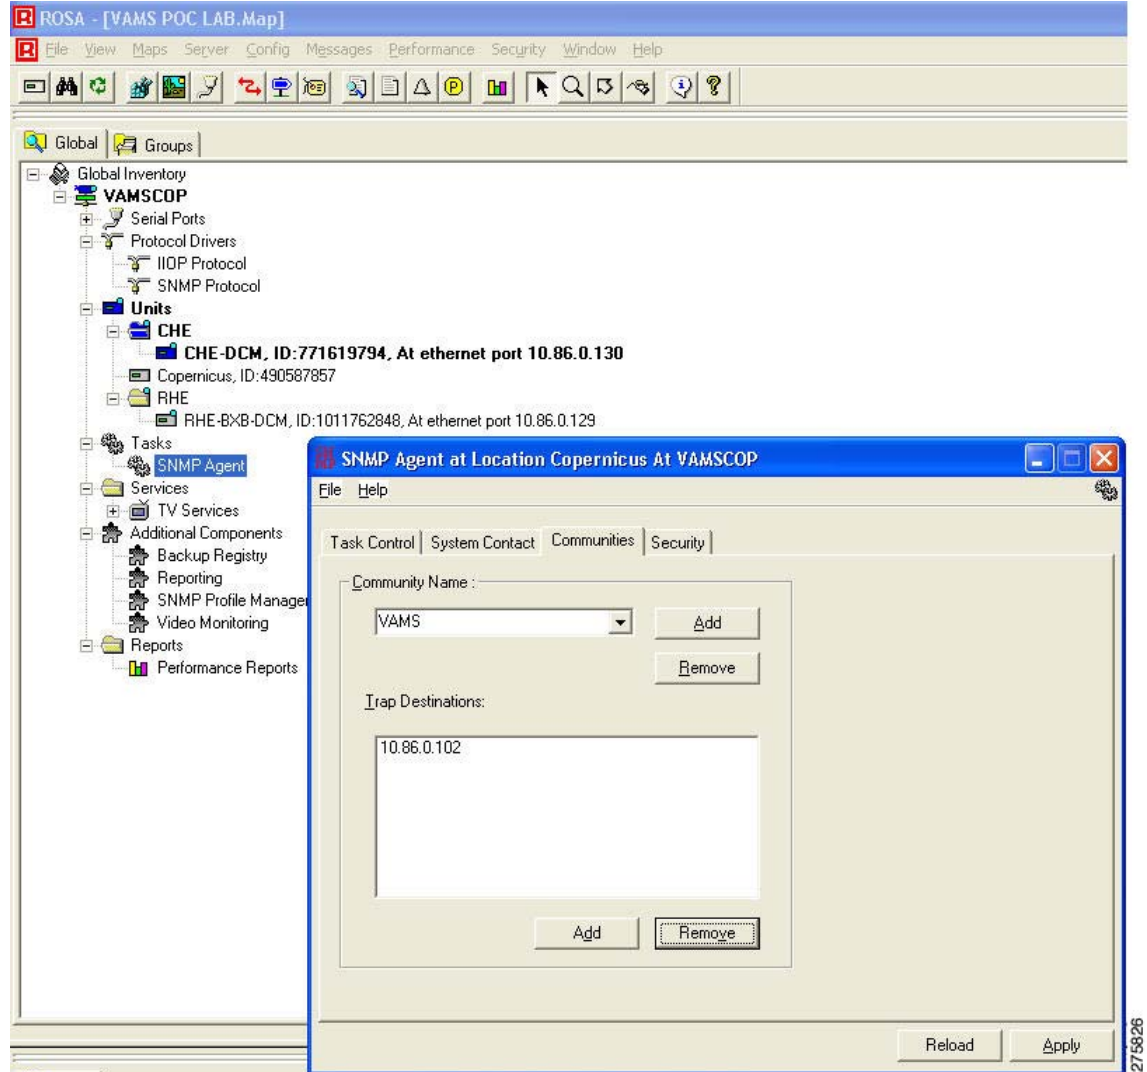 ROSA - [VAMS POC LAB.Map]
File View Maps Server Config Messages Performance Security Window Help
Global Groups
Global Inventory
VAMSCOP
Serial Ports
Protocol Drivers
IIOP Protocol
SNMP Protocol
Units
CHE
CHE-DCM, ID:771619794, At ethernet port 10.86.0.130
Copernicus, ID:490587857
RHE
RHE-BXB-DCM, ID:1011762848, At ethernet port 10.86.0.129
Tasks
SNMP Agent
Services
TV Services
Additional Components
Backup Registry
Reporting
SNMP Profile Manager
Video Monitoring
Reports
Performance Reports
SNMP Agent at Location Copernicus At VAMSCOP
File Help
Task Control System Contact Communities Security
Community Name :
VAMS
Add
Remove
Trap Destinations:
10.86.0.102
Add Remove
Reload Apply
275826